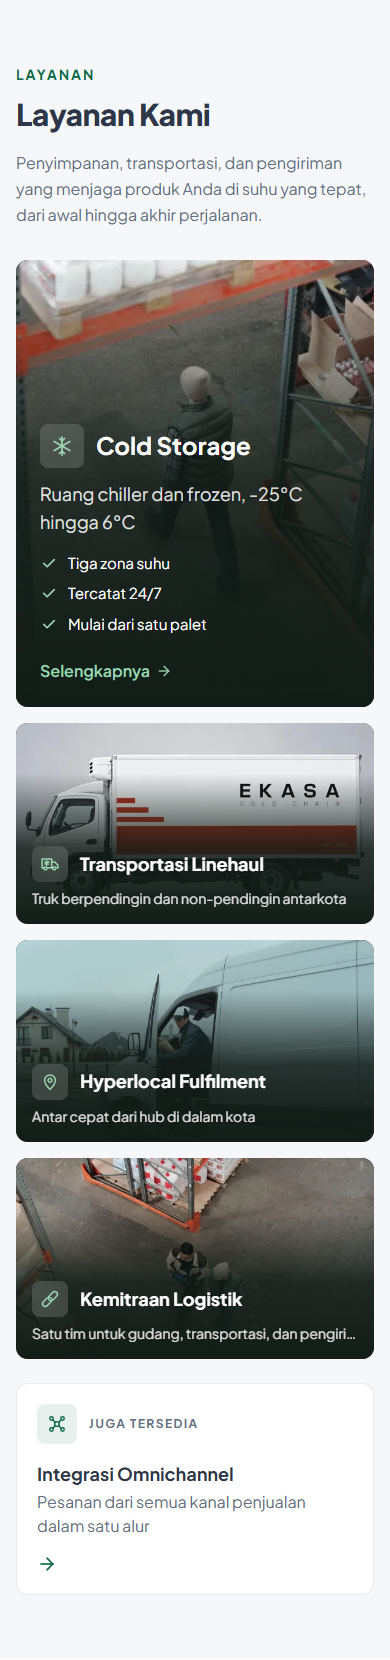 LAYANAN
Layanan Kami
Penyimpanan, transportasi, dan pengiriman
yang menjaga produk Anda di suhu yang tepat,
dari awal hingga akhir perjalanan.
Cold Storage
Ruang chiller dan frozen, -25°C
hingga 6°C
Tiga zona suhu
Tercatat 24/7
Mulai dari satu palet
Selengkapnya →
EKASA
COLD CHAIN
Transportasi Linehaul
Truk berpendingin dan non-pendingin antarkota
Hyperlocal Fulfilment
Antar cepat dari hub di dalam kota
Kemitraan Logistik
Satu tim untuk gudang, transportasi, dan pengiri...
JUGA TERSEDIA
Integrasi Omnichannel
Pesanan dari semua kanal penjualan
dalam satu alur
→